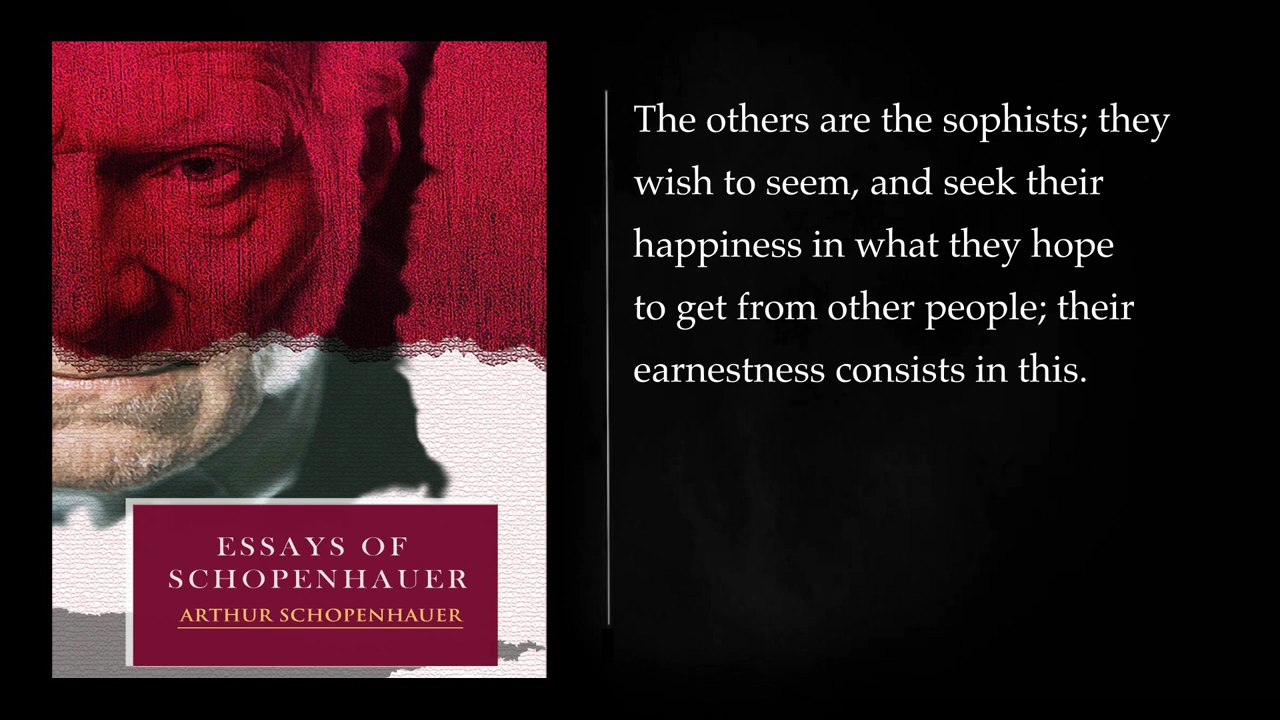 The others are the sophists; they
wish to seem, and seek their
happiness in what they hope
to get from other people; their
earnestness consists in this.
ESSAYS OF
SCHOPENHAUER
ARTHUR SCHOPENHAUER